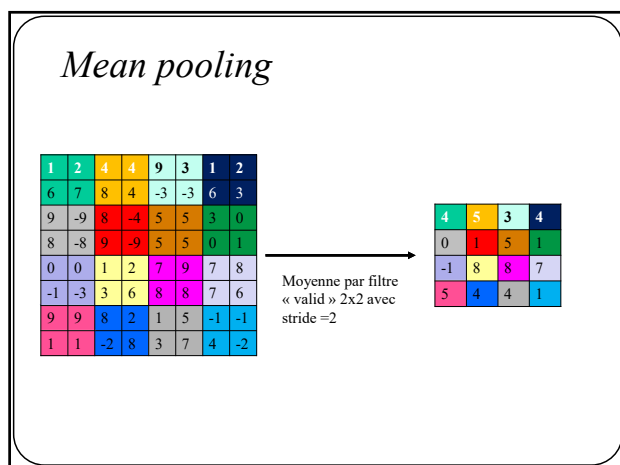 Mean pooling
1 2 4 4 9 3 1 2
6 7 8 4 -3 -3 6 3
9 -9 8 -4 5 5 3 0
8 -8 9 -9 5 5 0 1
0 0 1 2 7 9 7 8
-1 -3 3 6 8 8 7 6
9 9 8 2 1 5 -1 -1
1 1 -2 8 3 7 4 -2
Moyenne par filtre
« valid » 2x2 avec
stride =2
4 5 3 4
0 1 5 1
-1 8 8 7
5 4 4 1